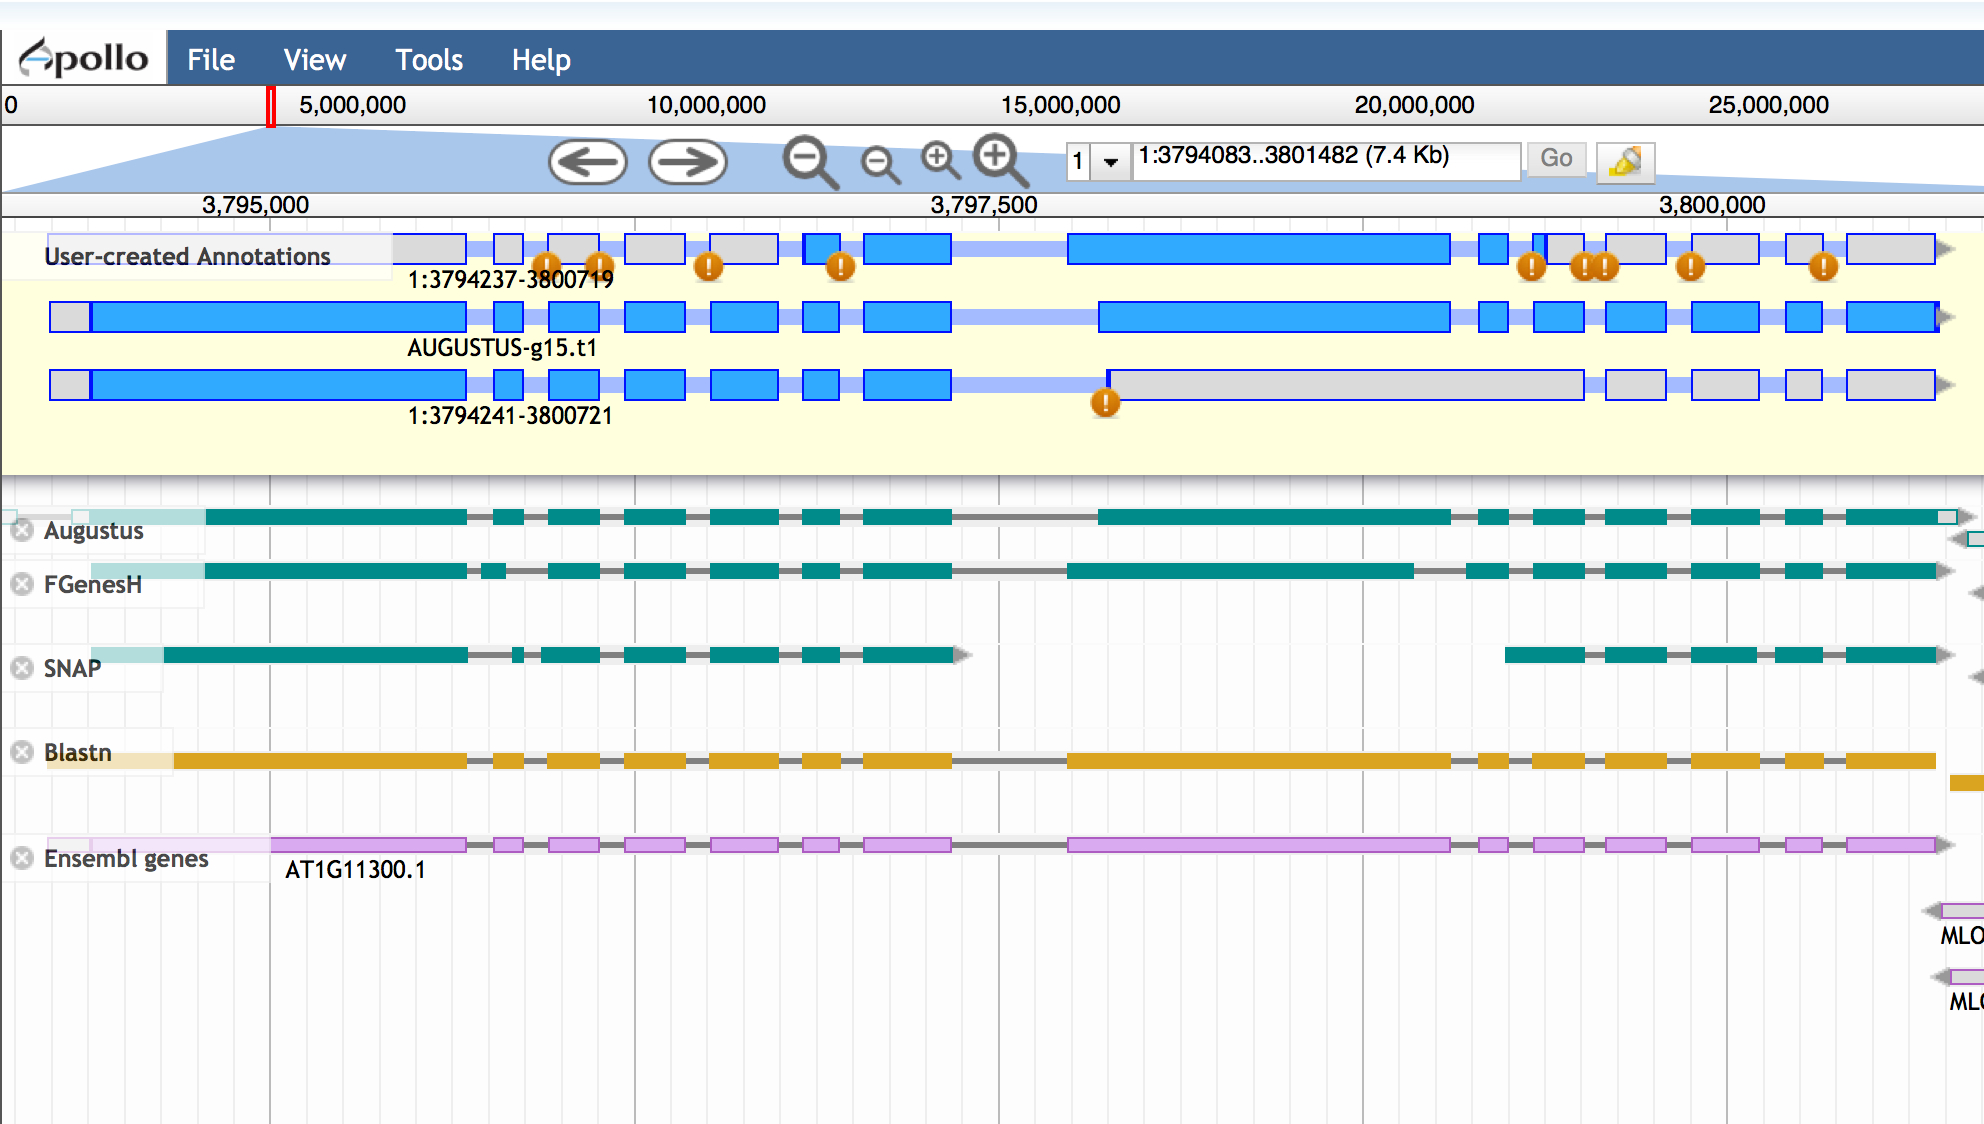 Apollo File View Tools Help
0 5,000,000 10,000,000 15,000,000 20,000,000 25,000,000
1 1:3794083..3801482 (7.4 Kb) Go
3,795,000 3,797,500 3,800,000
User-created Annotations
1:3794237-3800719
AUGUSTUS-g15.t1
1:3794241-3800721
Augustus
FGenesH
SNAP
Blastn
Ensembl genes
AT1G11300.1
MLO